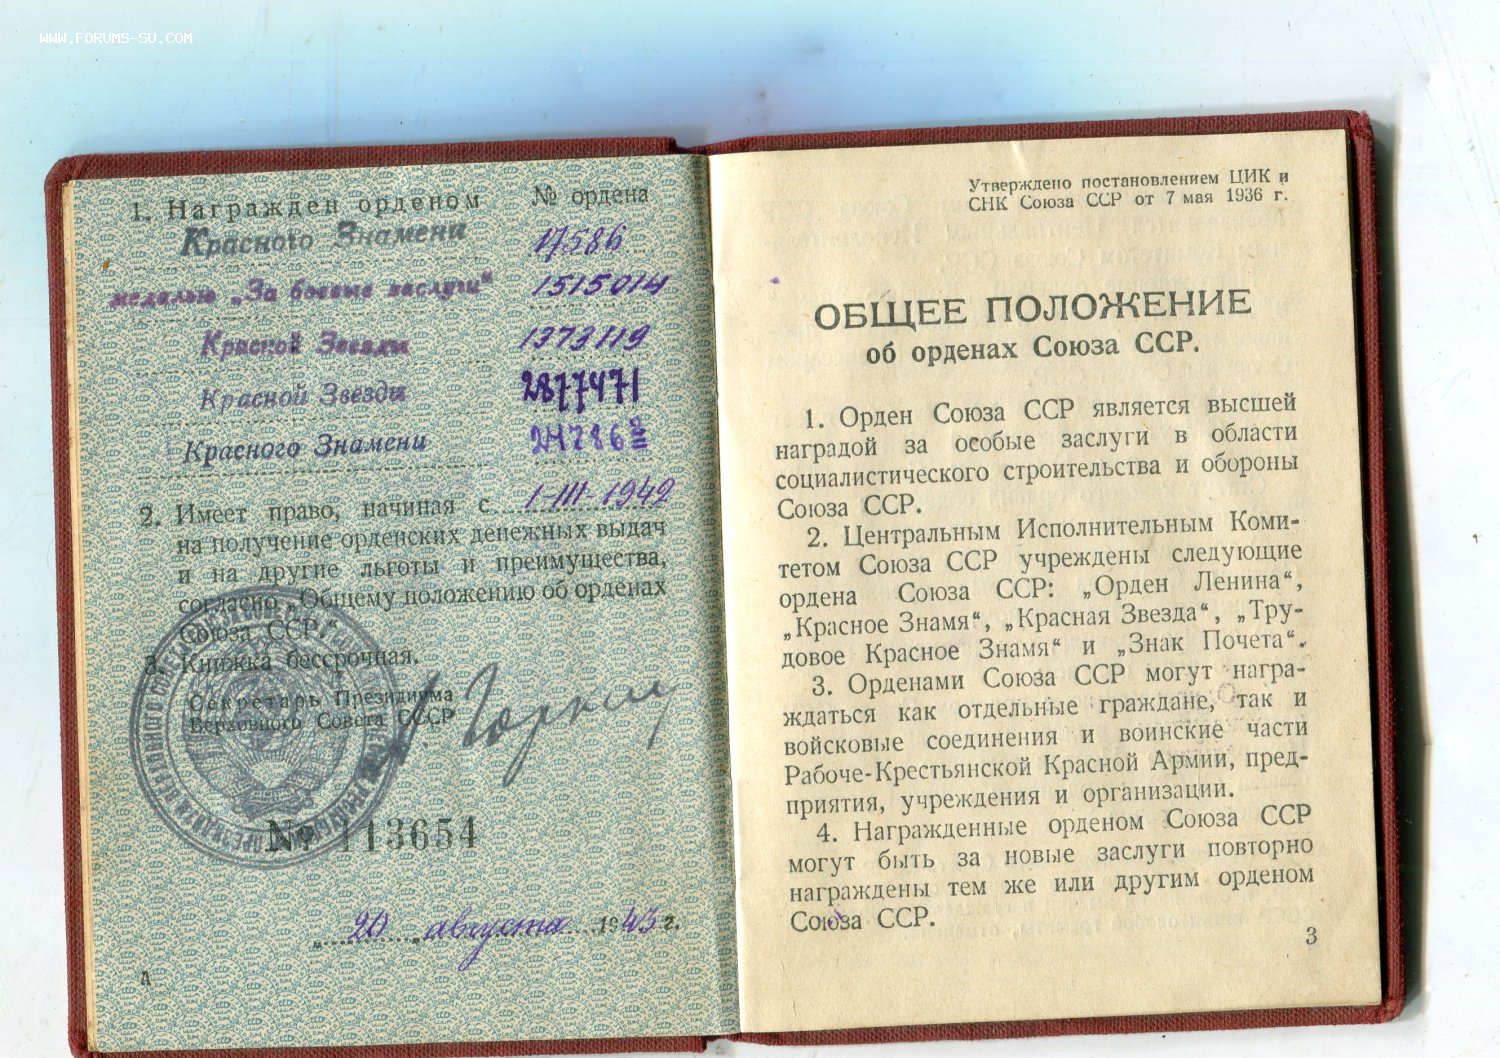 WWW.FORUMS-SU.COM
1. Награжден орденом № ордена
Красного Знамени 17586
медалью „За боевые заслуги“ 1515014
Красной Звезды 1373119
Красной Звезды 2877471
Красного Знамени
2. Имеет право, начиная с 1-III-1942
на получение орденских денежных выдач
и на другие льготы и преимущества,
согласно „Общему положению об орденах
Союза ССР.“
3. Книжка бессрочная.
Секретарь Президиума
Верховного Совета СССР
А. Горкин
№ 113654
„20„ августа 1943 г.
А
Утверждено постановлением ЦИК и
СНК Союза ССР от 7 мая 1936 г.
ОБЩЕЕ ПОЛОЖЕНИЕ
об орденах Союза ССР.
1. Орден Союза ССР является высшей
наградой за особые заслуги в области
социалистического строительства и обороны
Союза ССР.
2. Центральным Исполнительным Коми-
тетом Союза ССР учреждены следующие
ордена Союза ССР: „Орден Ленина“,
„Красное Знамя“, „Красная Звезда“, „Тру-
довое Красное Знамя“ и „Знак Почета“.
3. Орденами Союза ССР могут награ-
ждаться как отдельные граждане, так и
войсковые соединения и воинские части
Рабоче-Крестьянской Красной Армии, пред-
приятия, учреждения и организации.
4. Награжденные орденом Союза ССР
могут быть за новые заслуги повторно
награждены тем же или другим орденом
Союза ССР.
3